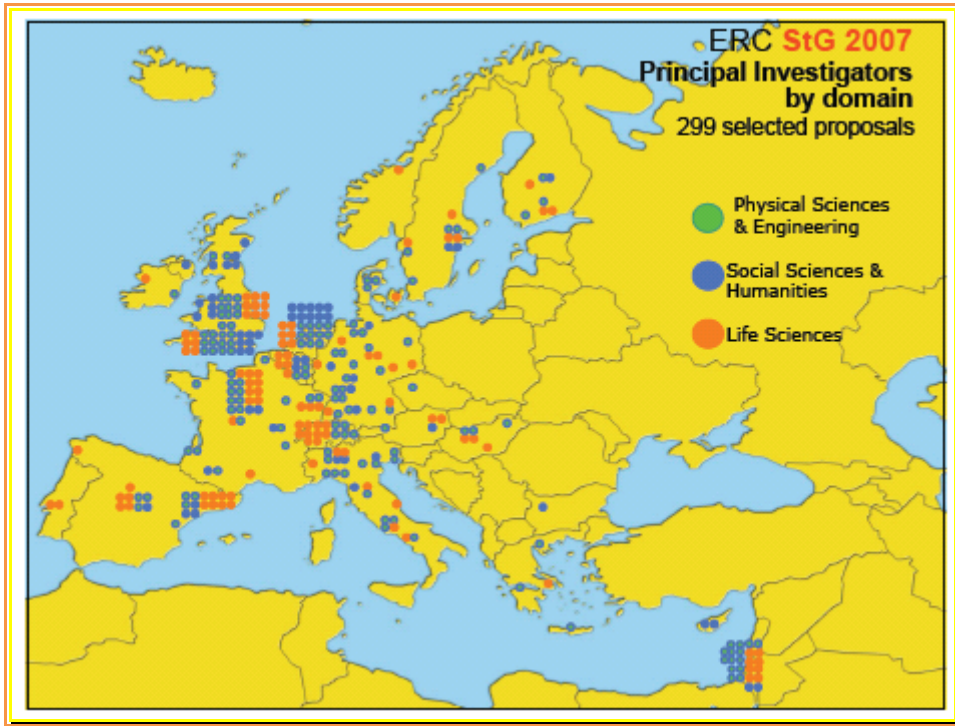 ERC StG 2007
Principal Investigators
by domain
299 selected proposals
Physical Sciences
& Engineering
Social Sciences &
Humanities
Life Sciences